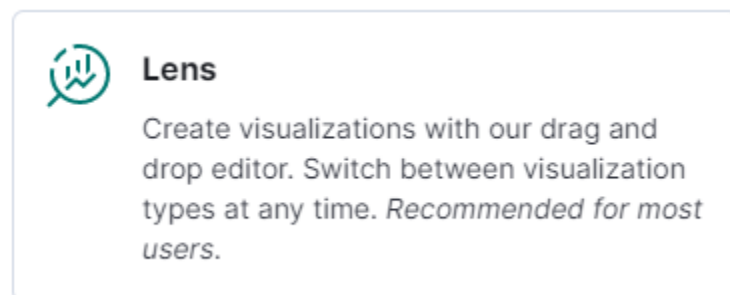 Lens
Create visualizations with our drag and
drop editor. Switch between visualization
types at any time. Recommended for most
users.